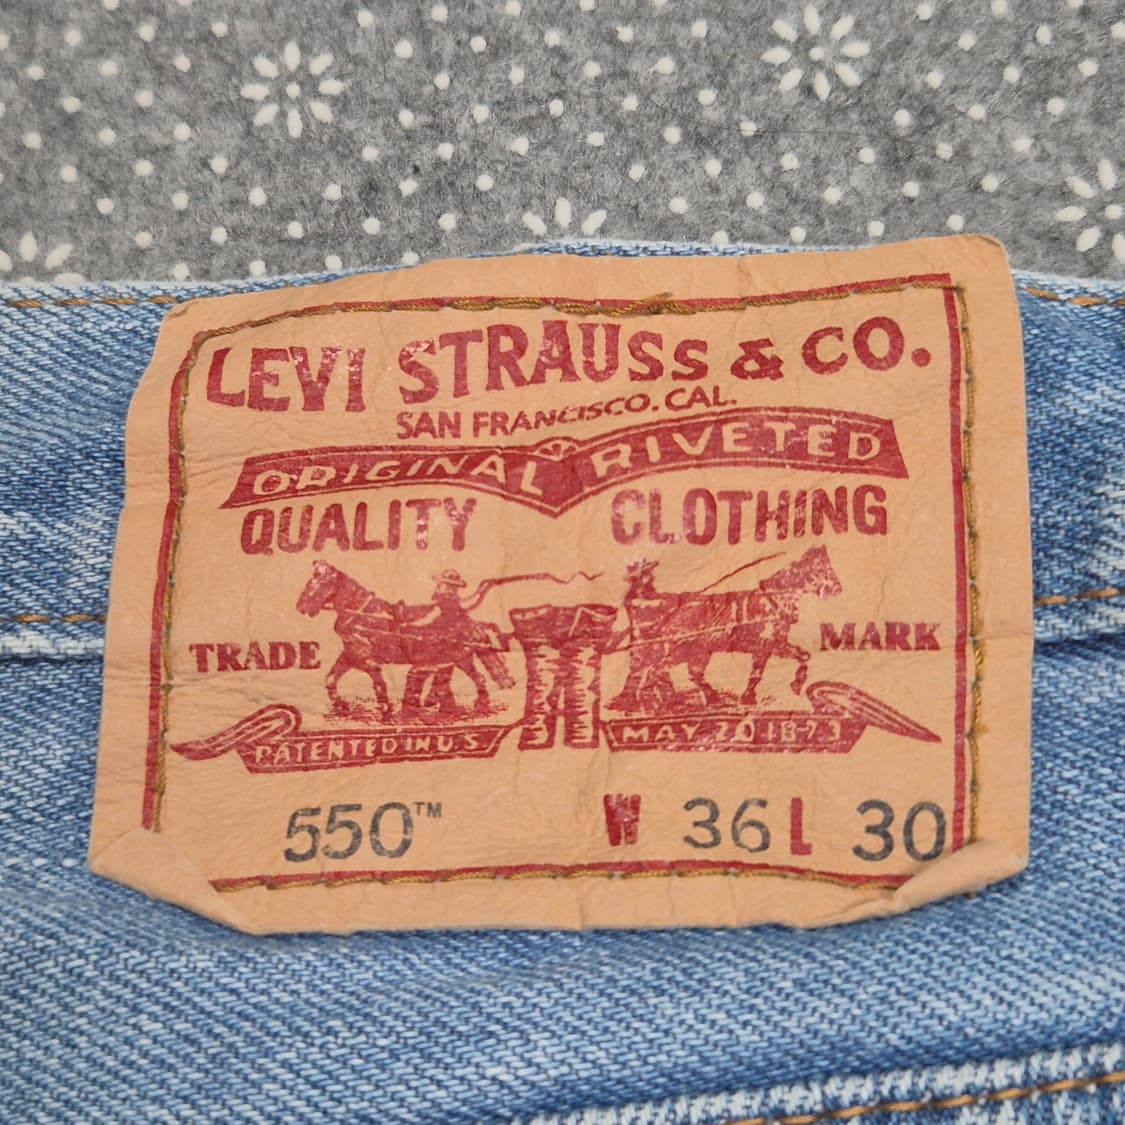 LEVI STRAUSS & CO.
SAN FRANCISCO. CAL.
ORIGINAL RIVETED
QUALITY CLOTHING
TRADE MARK
PATENTED IN U.S MAY 20 1873
550™ W 36 L 30